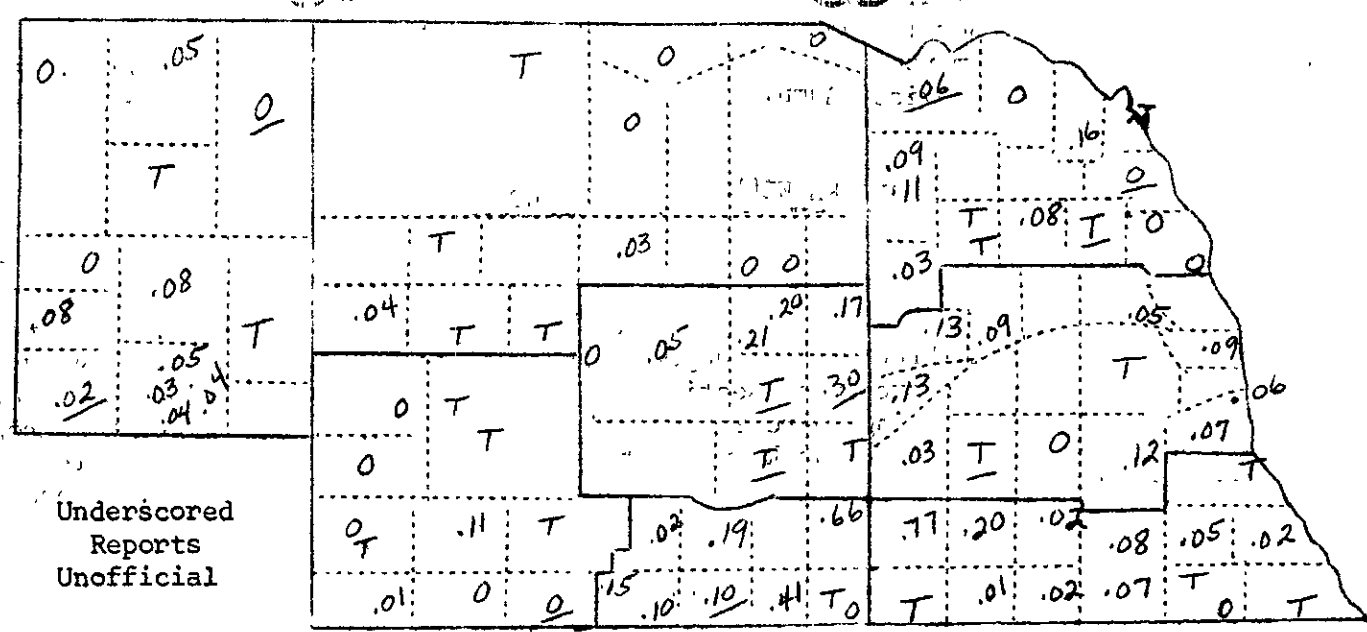 0. .05 0 T 0 0 .06 0 T
0 .16
T .09 0
.11
T .03 0 0 T .08 T 0
T
0 .08 .03 0
.08 T .04 T T 0 .05 .21 .20 .17 .13 .09 .05
.05 .09
.02 .03 .04 .04 T .30 .13 T .06
0 T T T T .03 T 0 .12 .07
0 T
Underscored
Reports
Unofficial
0 T .11 T .02 .19 .66 .77 .20 .02 .08 .05 .02
.01 0 0 .15 .10 .10 .41 T 0 T .01 .02 .07 T 0 T